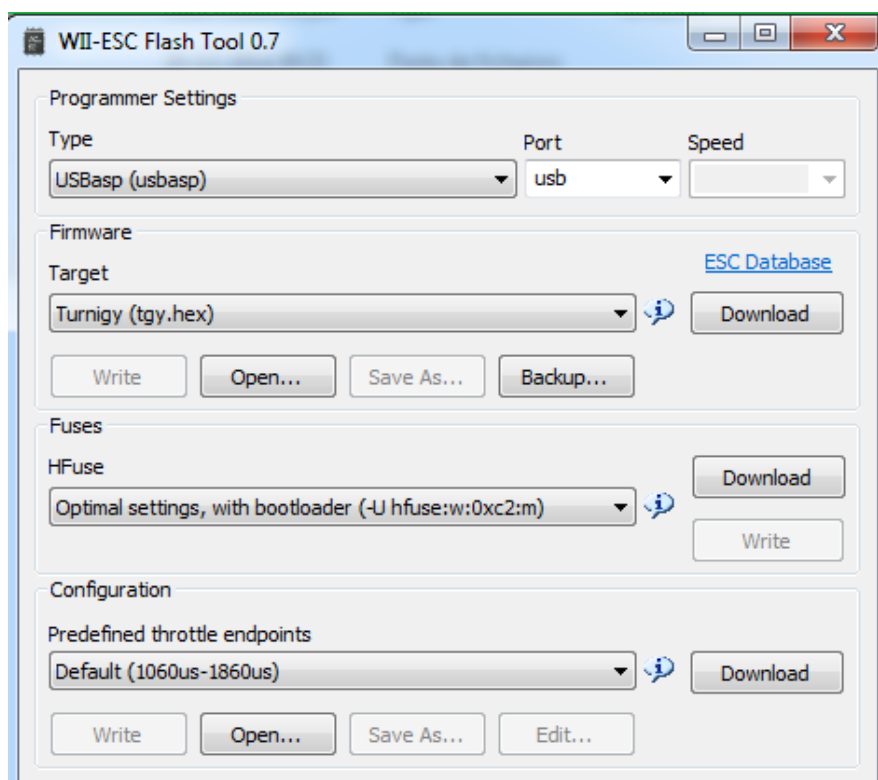 WII-ESC Flash Tool 0.7
Programmer Settings
Type Port Speed
USBasp (usbasp) usb
Firmware
ESC Database
Target
Turnigy (tgy.hex) Download
Write Open... Save As... Backup...
Fuses
HFuse
Download
Optimal settings, with bootloader (-U hfuse:w:0xc2:m)
Write
Configuration
Predefined throttle endpoints
Default (1060us-1860us) Download
Write Open... Save As... Edit...